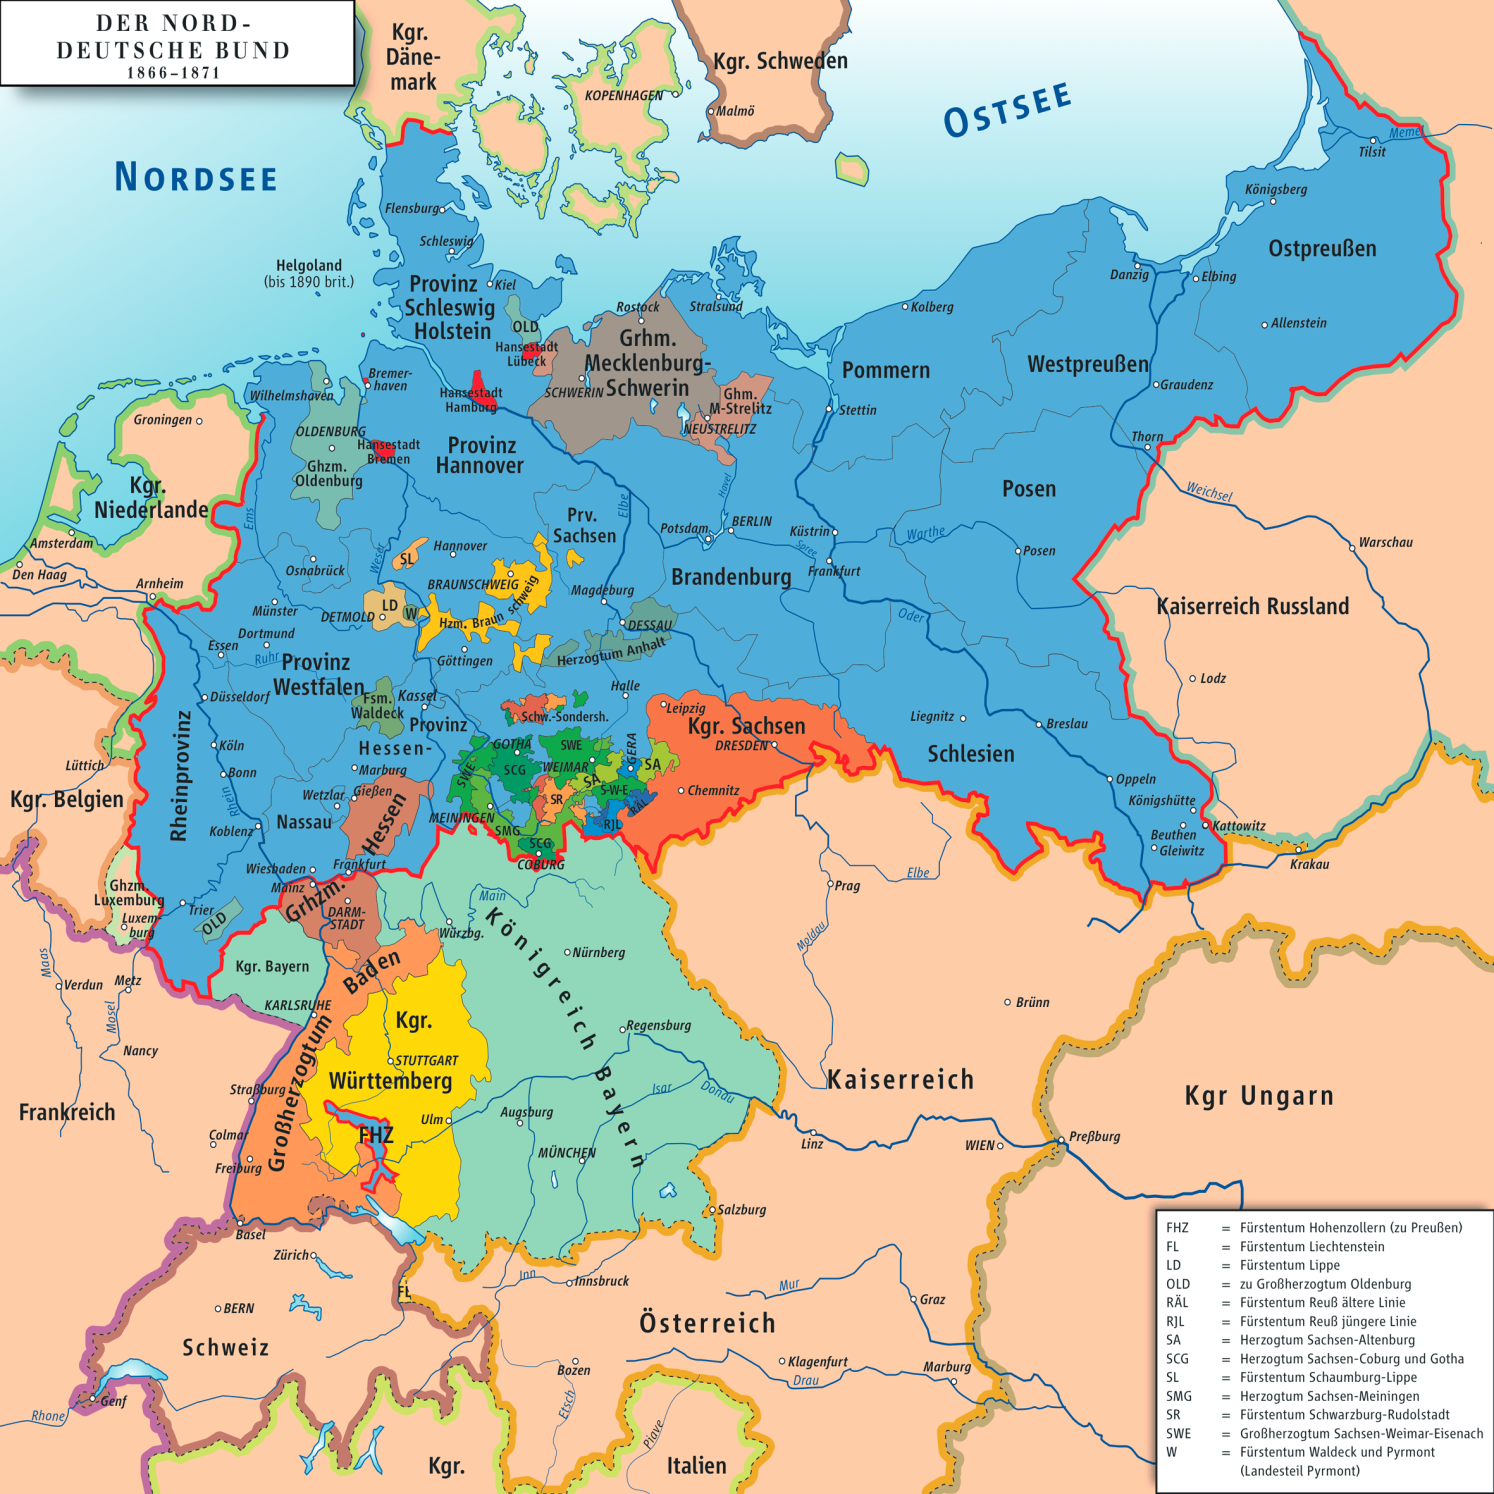 DER NORD-
DEUTSCHE BUND
1866–1871
Kgr.
Däne-
mark
KOPENHAGEN
Kgr. Schweden
Malmö
OSTSEE
NORDSEE
Memel
Tilsit
Königsberg
Ostpreußen
Flensburg
Schleswig
Helgoland
(bis 1890 brit.)
Provinz
Schleswig
Holstein
Kiel
OLD
Hansestadt
Lübeck
Rostock
Stralsund
Grhm.
Mecklenburg-
Schwerin
SCHWERIN
Ghm.
M-Strelitz
NEUSTRELITZ
Kolberg
Danzig
Elbing
Allenstein
Pommern
Westpreußen
Graudenz
Stettin
Thorn
Weichsel
Bremer-
haven
Wilhelmshaven
Hansestadt
Hamburg
Groningen
OLDENBURG
Hansestadt
Bremen
Ghzm.
Oldenburg
Provinz
Hannover
Kgr.
Niederlande
Ems
Amsterdam
Den Haag
Arnheim
Osnabrück
Weser
SL
Hannover
Elbe
Prv.
Sachsen
Havel
Potsdam
BERLIN
Spree
Küstrin
Frankfurt
Warthe
Posen
Posen
Warschau
Kaiserreich Russland
Lodz
Brandenburg
Magdeburg
BRAUNSCHWEIG
Hzm. Braunschweig
LD
W
DETMOLD
Münster
DESSAU
Herzogtum Anhalt
Göttingen
Oder
Dortmund
Essen
Ruhr
Provinz
Westfalen
Fsm.
Waldeck
Kassel
Provinz
Hessen-
Nassau
Düsseldorf
Rheinprovinz
Köln
Bonn
Rhein
Koblenz
Marburg
Wetzlar
Gießen
Hessen
Halle
Leipzig
Kgr. Sachsen
DRESDEN
Chemnitz
Schw.-Sondersh.
GOTHA
SWE
SWE
SCG
WEIMAR
GERA
SA
SA
SR
S-W-E
RÄL
RJL
MEININGEN
SMG
SCG
COBURG
Liegnitz
Breslau
Schlesien
Oppeln
Königshütte
Beuthen
Gleiwitz
Kattowitz
Krakau
Lüttich
Kgr. Belgien
Ghzm.
Luxemburg
Luxem-
burg
Trier
OLD
Wiesbaden
Mainz
Frankfurt
Grhzm.
DARM-
STADT
Main
Würzbg.
Königreich Bayern
Nürnberg
Kgr. Bayern
Maas
Verdun
Metz
Mosel
Nancy
Frankreich
KARLSRUHE
Baden
Großherzogtum
Kgr.
Württemberg
STUTTGART
Straßburg
Colmar
Freiburg
FHZ
Ulm
Augsburg
MÜNCHEN
Regensburg
Isar
Donau
Prag
Elbe
Moldau
Brünn
Kaiserreich
Kgr Ungarn
Linz
WIEN
Preßburg
Salzburg
Basel
Zürich
BERN
Schweiz
Genf
Rhone
FL
Inn
Innsbruck
Österreich
Mur
Graz
Bozen
Etsch
Piave
Klagenfurt
Drau
Marburg
Kgr.
Italien
FHZ = Fürstentum Hohenzollern (zu Preußen)
FL = Fürstentum Liechtenstein
LD = Fürstentum Lippe
OLD = zu Großherzogtum Oldenburg
RÄL = Fürstentum Reuß ältere Linie
RJL = Fürstentum Reuß jüngere Linie
SA = Herzogtum Sachsen-Altenburg
SCG = Herzogtum Sachsen-Coburg und Gotha
SL = Fürstentum Schaumburg-Lippe
SMG = Herzogtum Sachsen-Meiningen
SR = Fürstentum Schwarzburg-Rudolstadt
SWE = Großherzogtum Sachsen-Weimar-Eisenach
W = Fürstentum Waldeck und Pyrmont
(Landesteil Pyrmont)